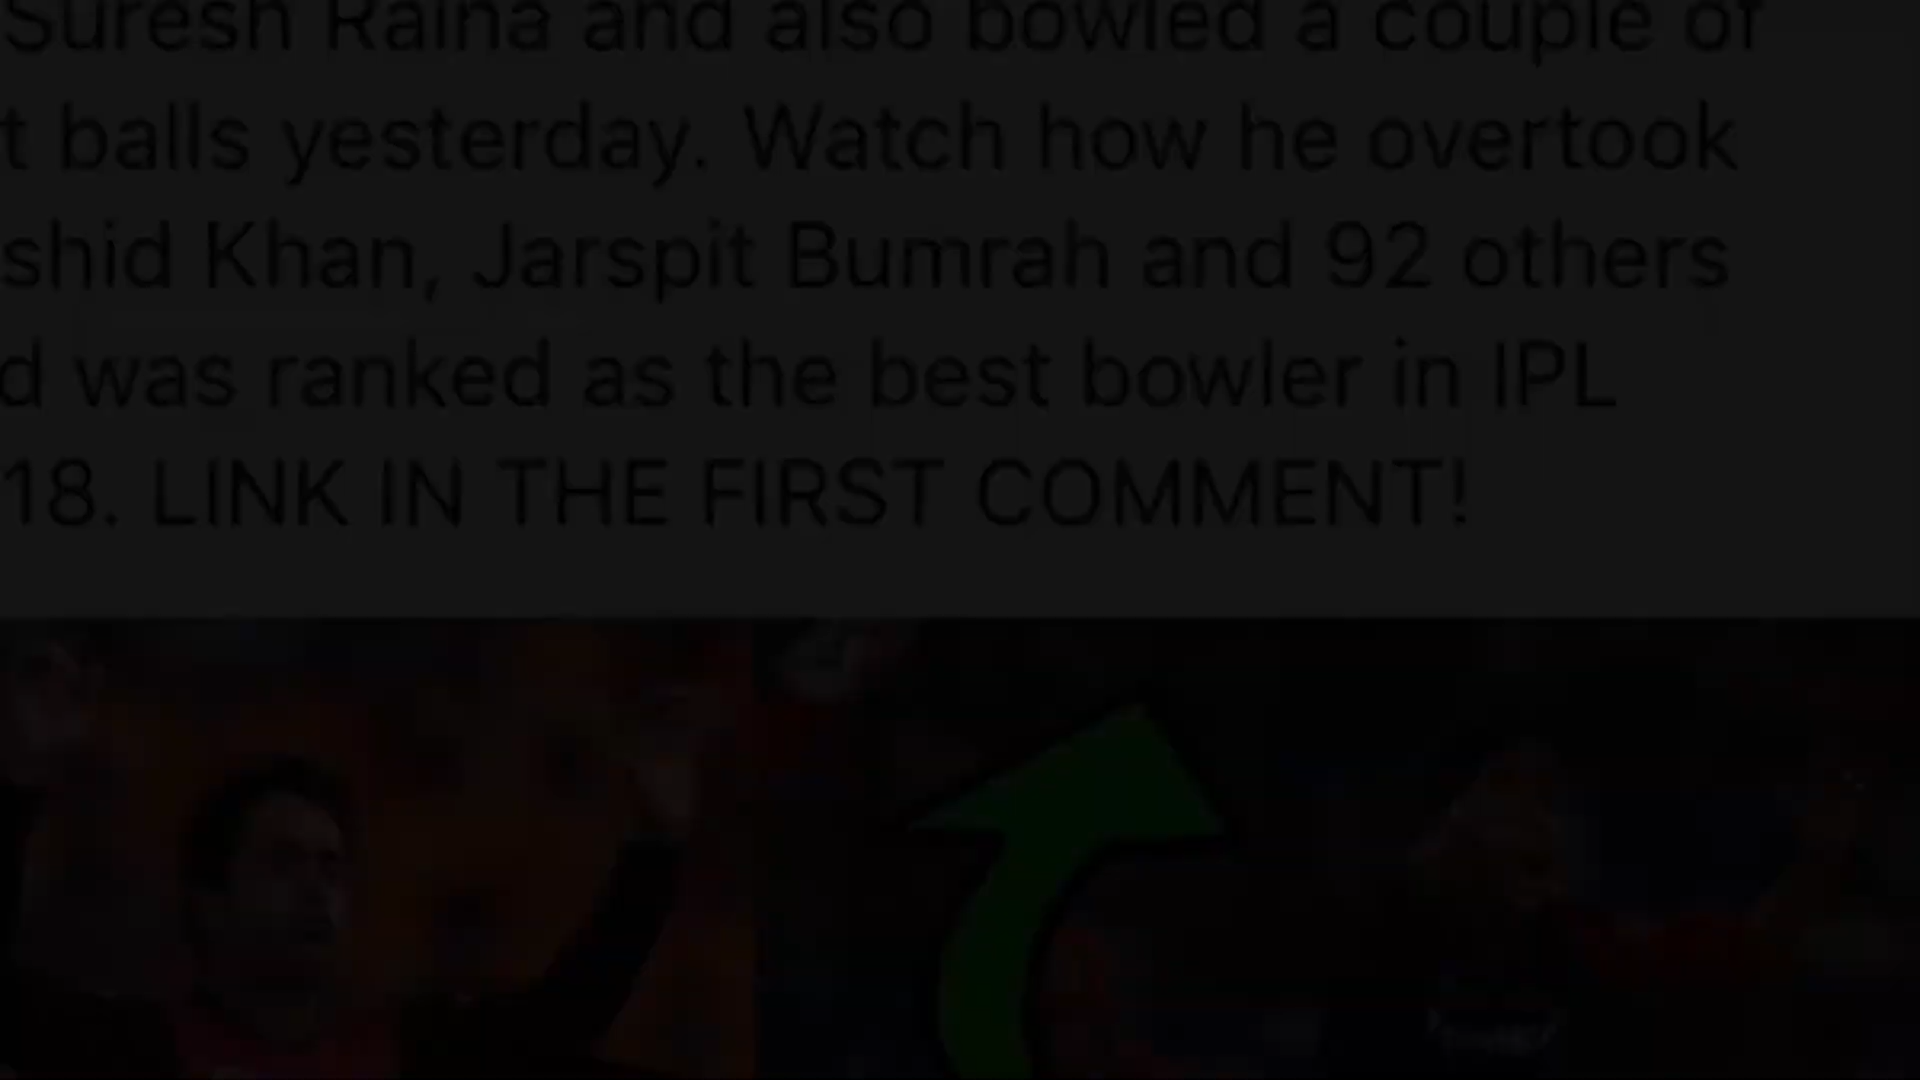 Suresh Raina and also bowled a couple of
t balls yesterday. Watch how he overtook
shid Khan, Jarspit Bumrah and 92 others
d was ranked as the best bowler in IPL
18. LINK IN THE FIRST COMMENT!